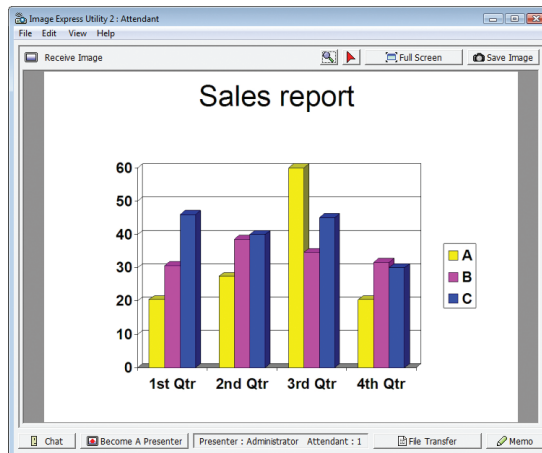 Image Express Utility 2 : Attendant
File Edit View Help
Receive Image Full Screen Save Image
Sales report
60
50
40
30
20
10
0
A
B
C
1st Qtr 2nd Qtr 3rd Qtr 4th Qtr
Chat Become A Presenter Presenter : Administrator Attendant : 1 File Transfer Memo